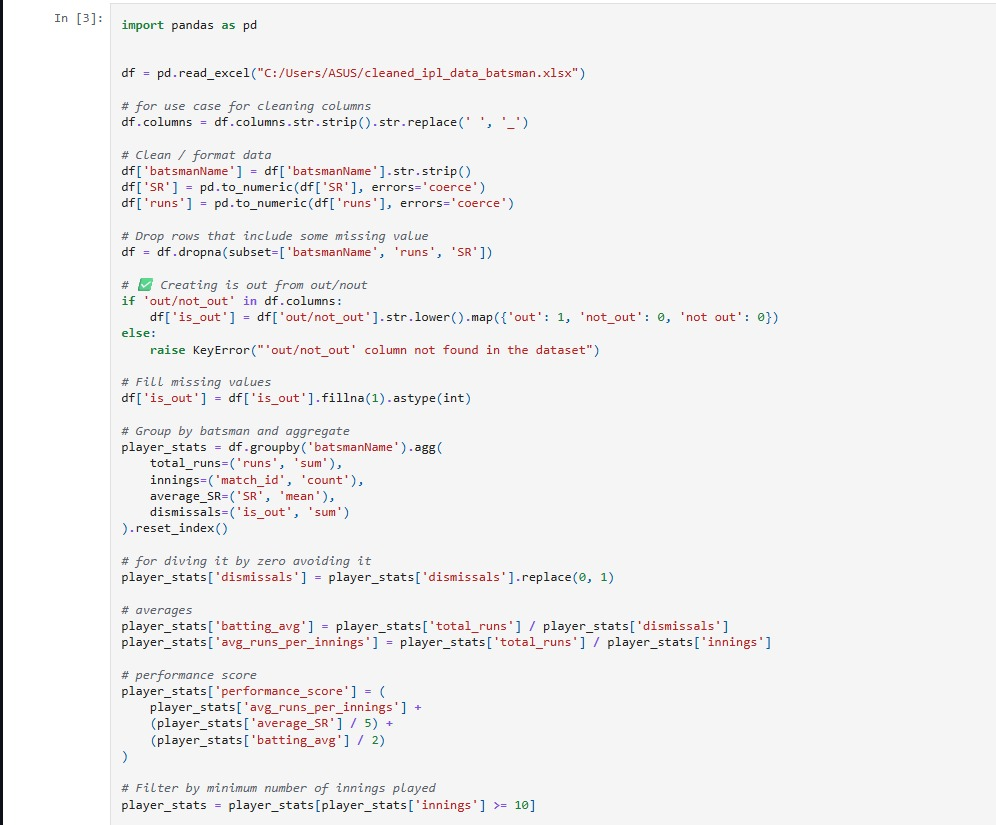 In [3]:
import pandas as pd
df = pd.read_excel("C:/Users/ASUS/cleaned_ipl_data_batsman.xlsx")
# for use case for cleaning columns
df.columns = df.columns.str.strip().str.replace(' ', '_')
# Clean / format data
df['batsmanName'] = df['batsmanName'].str.strip()
df['SR'] = pd.to_numeric(df['SR'], errors='coerce')
df['runs'] = pd.to_numeric(df['runs'], errors='coerce')
# Drop rows that include some missing value
df = df.dropna(subset=['batsmanName', 'runs', 'SR'])
# ✅ Creating is out from out/nout
if 'out/not_out' in df.columns:
    df['is_out'] = df['out/not_out'].str.lower().map({'out': 1, 'not_out': 0, 'not out': 0})
else:
    raise KeyError("'out/not_out' column not found in the dataset")
# Fill missing values
df['is_out'] = df['is_out'].fillna(1).astype(int)
# Group by batsman and aggregate
player_stats = df.groupby('batsmanName').agg(
    total_runs=('runs', 'sum'),
    innings=('match_id', 'count'),
    average_SR=('SR', 'mean'),
    dismissals=('is_out', 'sum')
).reset_index()
# for diving it by zero avoiding it
player_stats['dismissals'] = player_stats['dismissals'].replace(0, 1)
# averages
player_stats['batting_avg'] = player_stats['total_runs'] / player_stats['dismissals']
player_stats['avg_runs_per_innings'] = player_stats['total_runs'] / player_stats['innings']
# performance score
player_stats['performance_score'] = (
    player_stats['avg_runs_per_innings'] +
    (player_stats['average_SR'] / 5) +
    (player_stats['batting_avg'] / 2)
)
# Filter by minimum number of innings played
player_stats = player_stats[player_stats['innings'] >= 10]